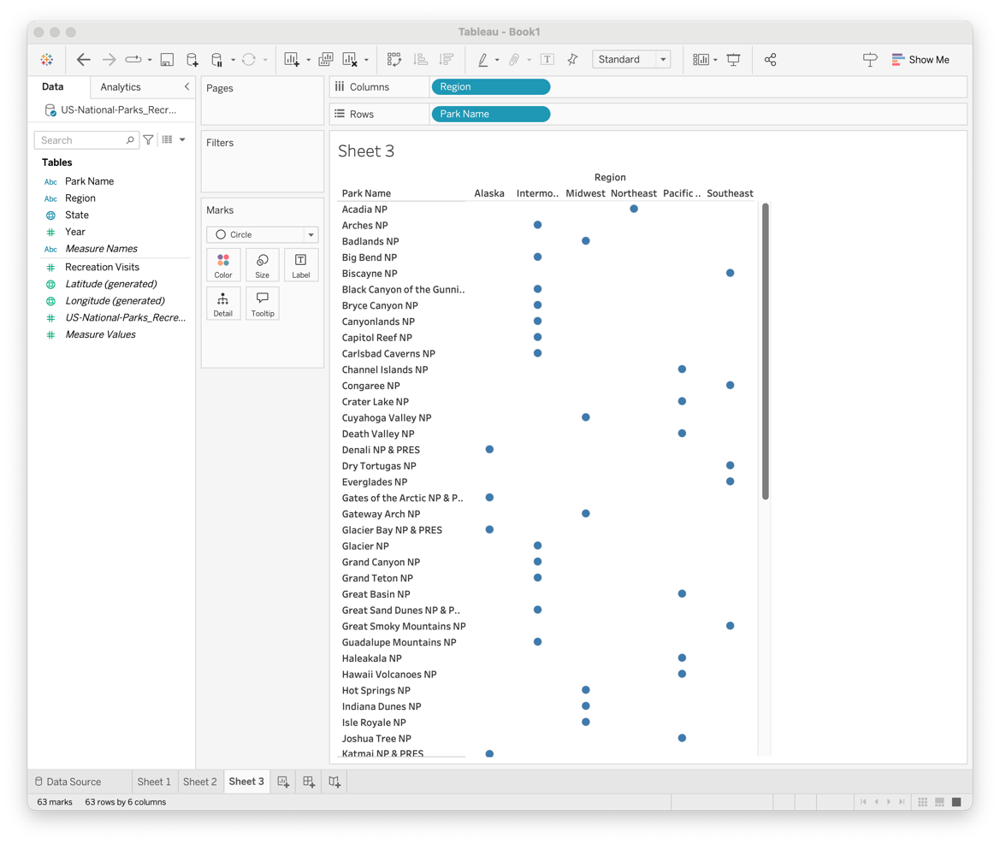 Tableau - Book1
Standard
Show Me
Data
Analytics
US-National-Parks_Recr...
Search
Tables
Abc Park Name
Abc Region
State
Year
Abc Measure Names
Recreation Visits
Latitude (generated)
Longitude (generated)
US-National-Parks_Recre...
Measure Values
Pages
Filters
Marks
Circle
Color
Size
T
Label
Detail
Tooltip
Columns
Region
Rows
Park Name
Sheet 3
Region
Park Name Alaska Intermo.. Midwest Northeast Pacific .. Southeast
Acadia NP
Arches NP
Badlands NP
Big Bend NP
Biscayne NP
Black Canyon of the Gunni..
Bryce Canyon NP
Canyonlands NP
Capitol Reef NP
Carlsbad Caverns NP
Channel Islands NP
Congaree NP
Crater Lake NP
Cuyahoga Valley NP
Death Valley NP
Denali NP & PRES
Dry Tortugas NP
Everglades NP
Gates of the Arctic NP & P..
Gateway Arch NP
Glacier Bay NP & PRES
Glacier NP
Grand Canyon NP
Grand Teton NP
Great Basin NP
Great Sand Dunes NP & P..
Great Smoky Mountains NP
Guadalupe Mountains NP
Haleakala NP
Hawaii Volcanoes NP
Hot Springs NP
Indiana Dunes NP
Isle Royale NP
Joshua Tree NP
Katmai NP & PRES
Data Source
Sheet 1
Sheet 2
Sheet 3
63 marks
63 rows by 6 columns